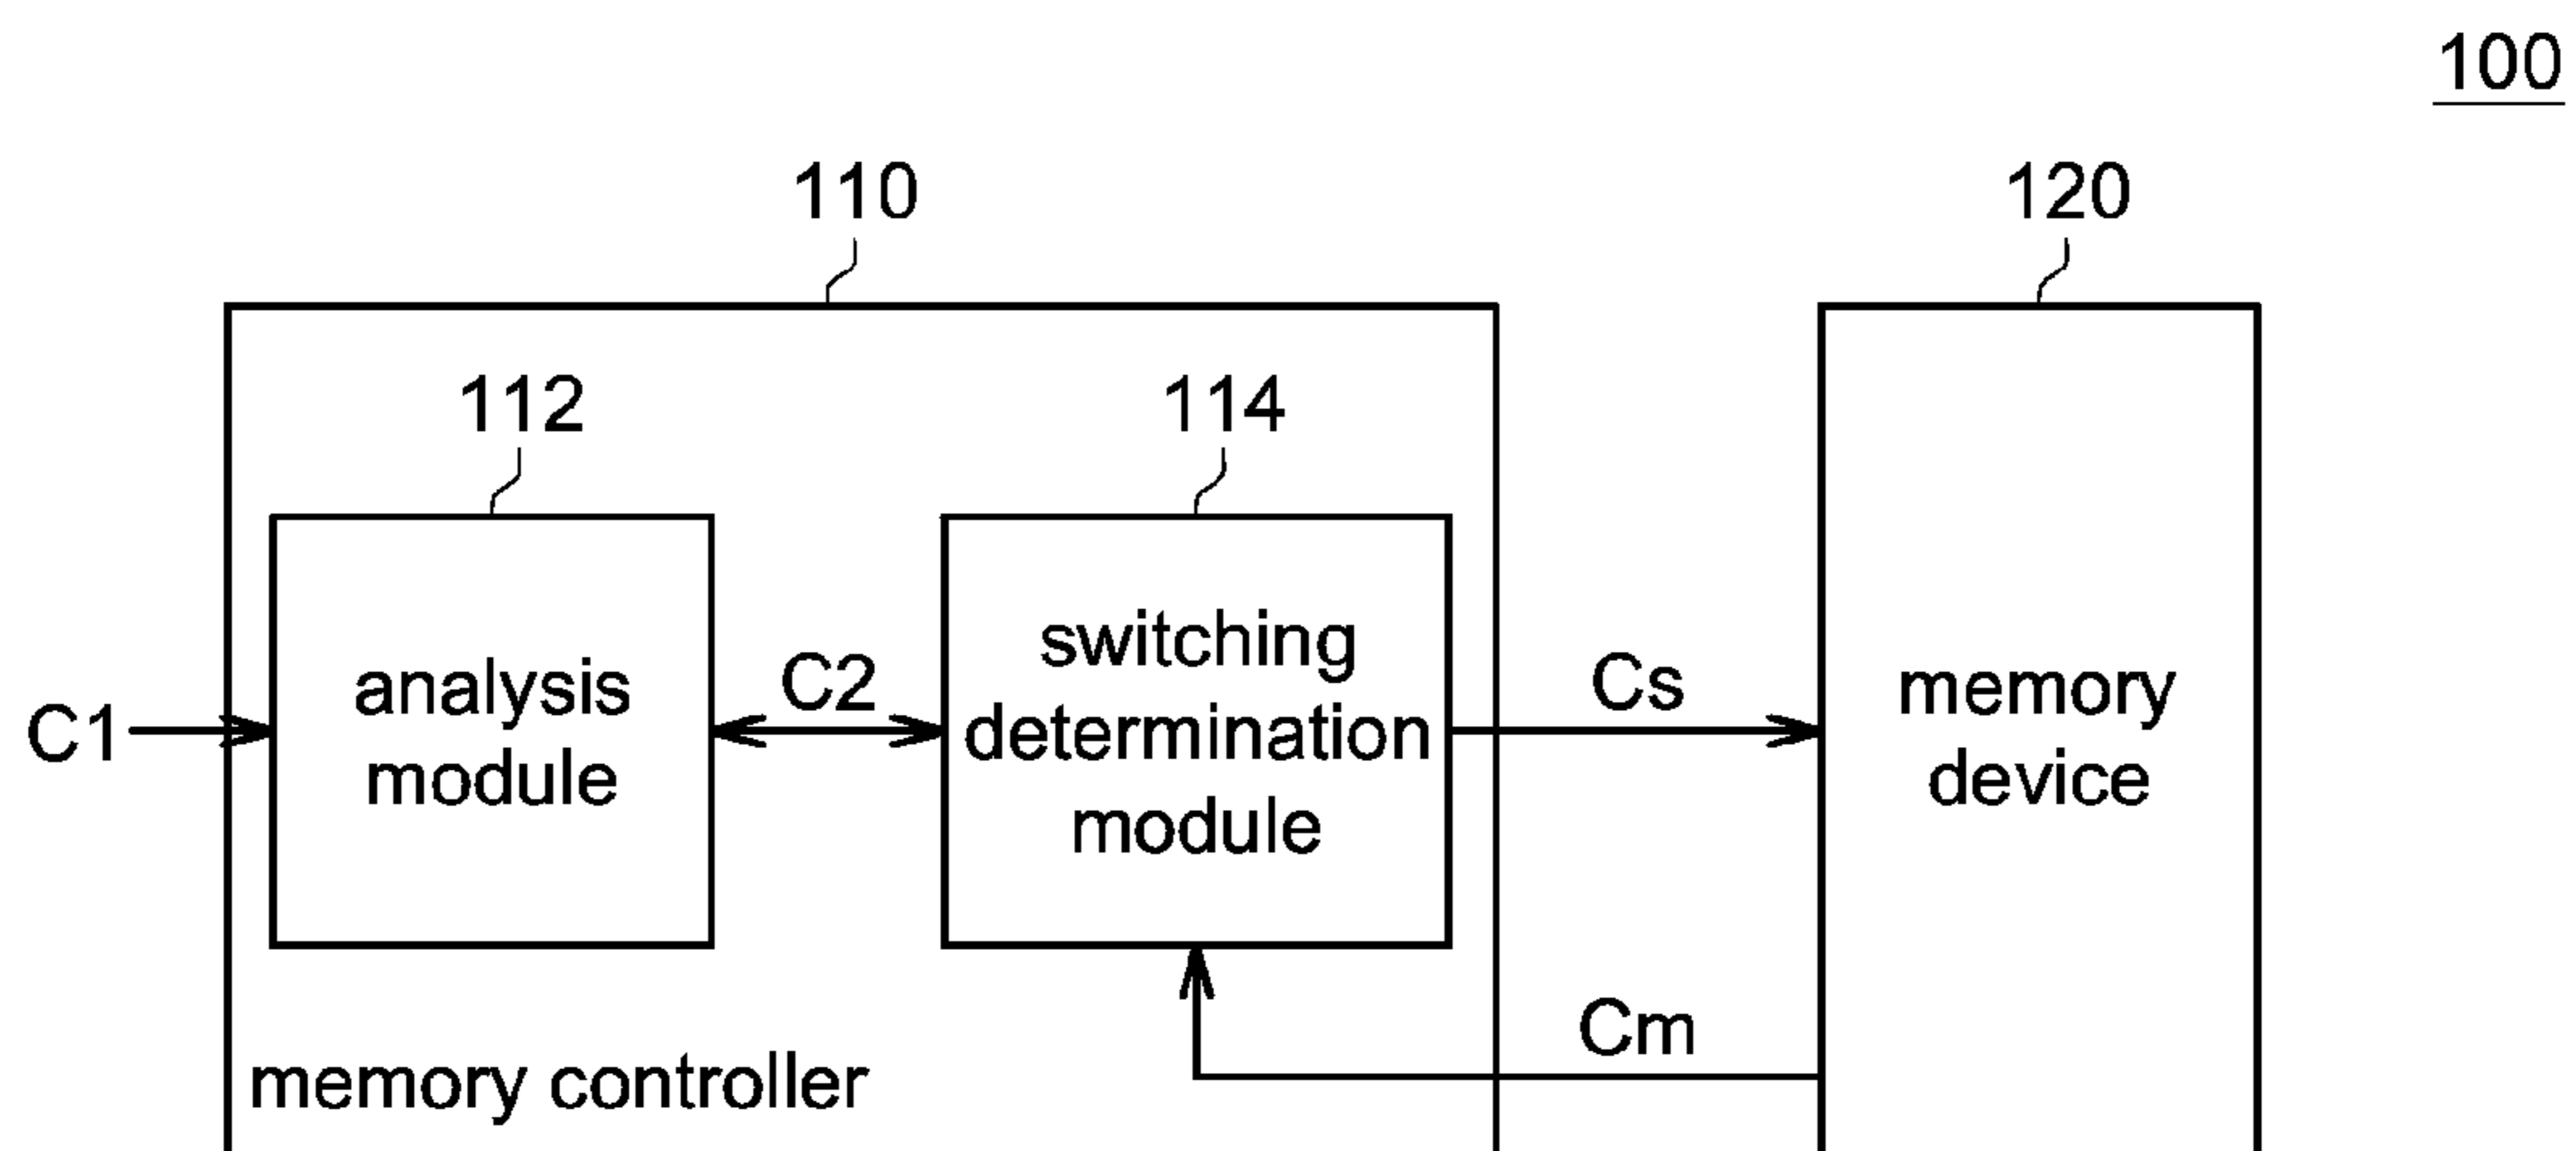 100
110
120
112
114
C1
analysis
module
C2
switching
determination
module
Cs
memory
device
Cm
memory controller